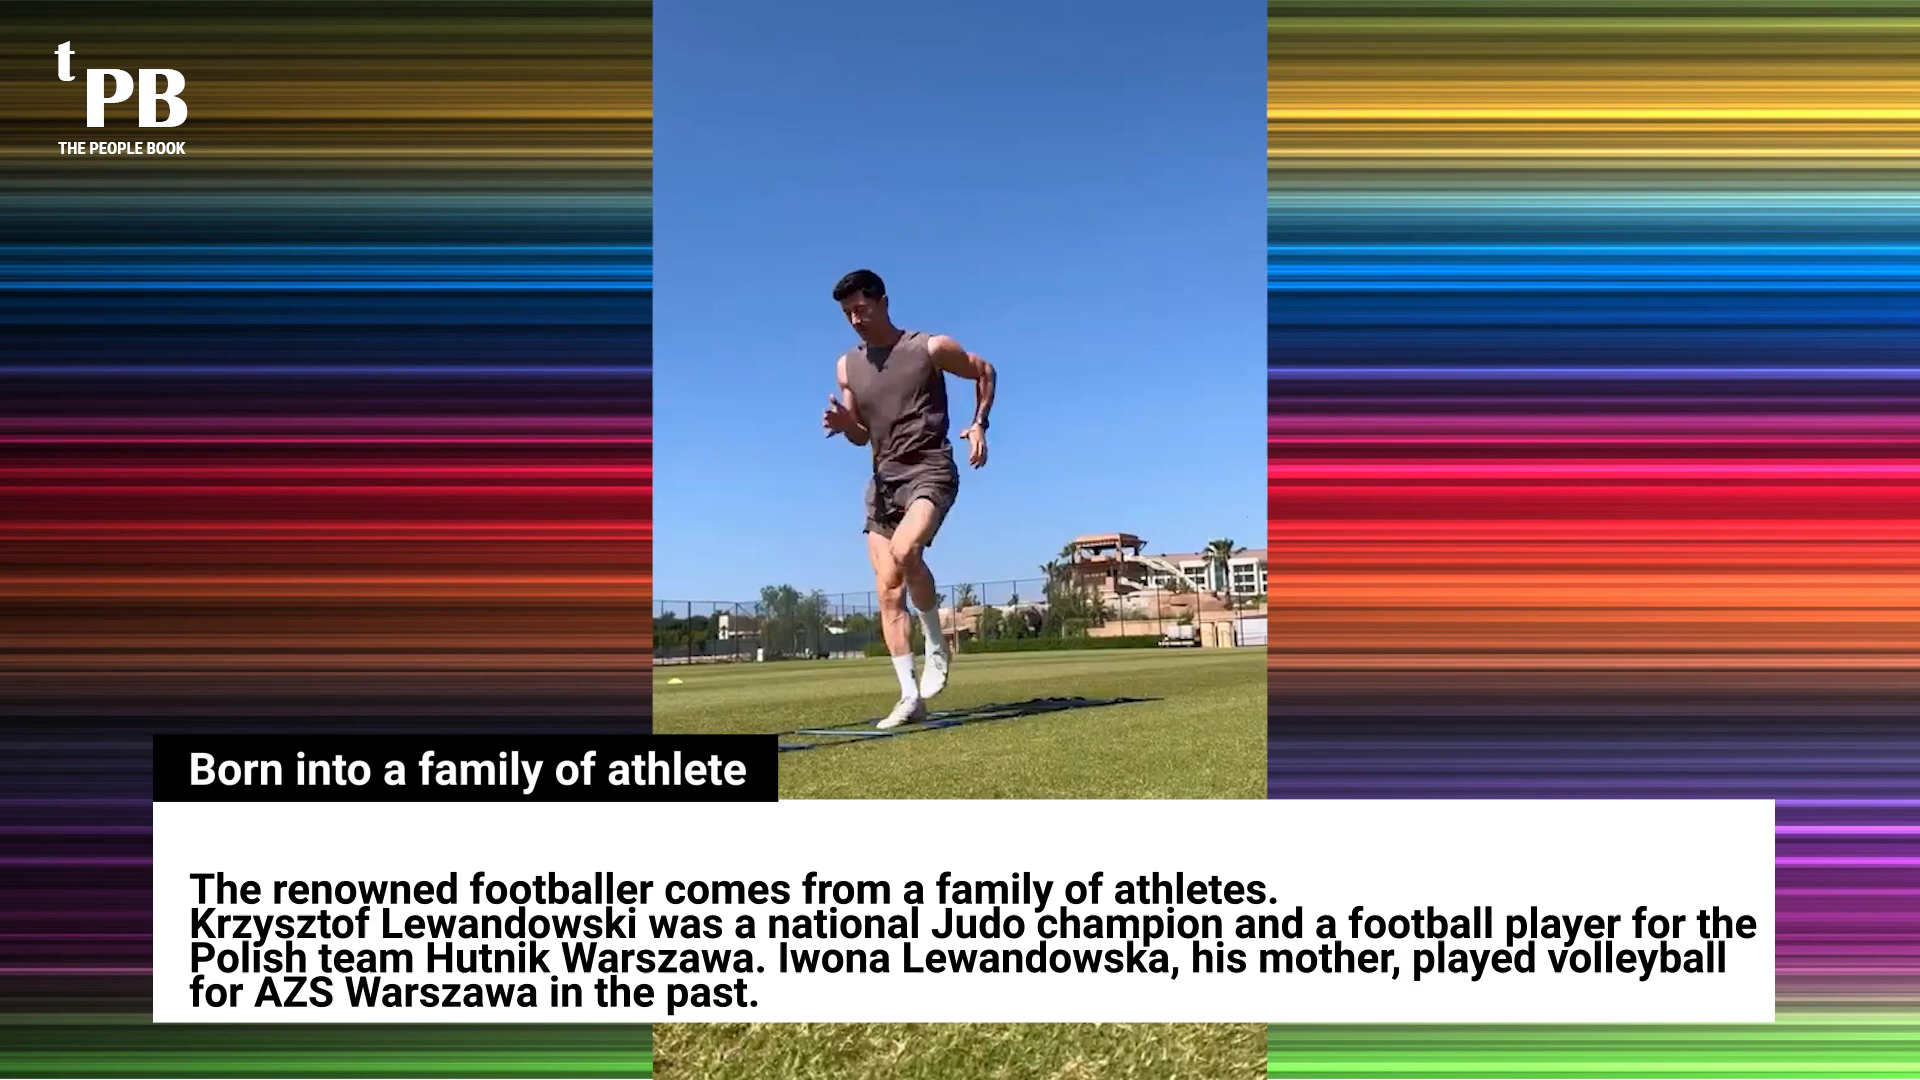 t
PB
THE PEOPLE BOOK
Born into a family of athlete
The renowned footballer comes from a family of athletes.
Krzysztof Lewandowski was a national Judo champion and a football player for the
Polish team Hutnik Warszawa. Iwona Lewandowska, his mother, played volleyball
for AZS Warszawa in the past.